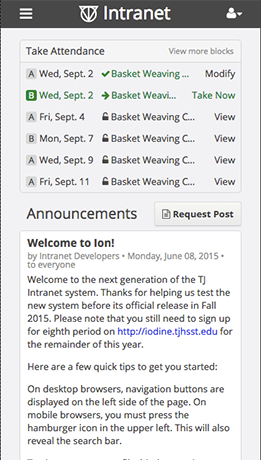 Intranet
Take Attendance View more blocks
A Wed, Sept. 2 Basket Weaving ... Modify
B Wed, Sept. 2 Basket Weavi... Take Now
A Fri, Sept. 4 Basket Weaving C... View
B Mon, Sept. 7 Basket Weaving C... View
A Wed, Sept. 9 Basket Weaving C... View
A Fri, Sept. 11 Basket Weaving C... View
Announcements Request Post
Welcome to Ion!
by Intranet Developers • Monday, June 08, 2015 •
to everyone
Welcome to the next generation of the TJ
Intranet system. Thanks for helping us test the
new system before its official release in Fall
2015. Please note that you still need to sign up
for eighth period on http://iodine.tjhsst.edu for
the remainder of this year.
Here are a few quick tips to get you started:
On desktop browsers, navigation buttons are
displayed on the left side of the page. On
mobile browsers, you must press the
hamburger icon in the upper left. This will also
reveal the search bar.